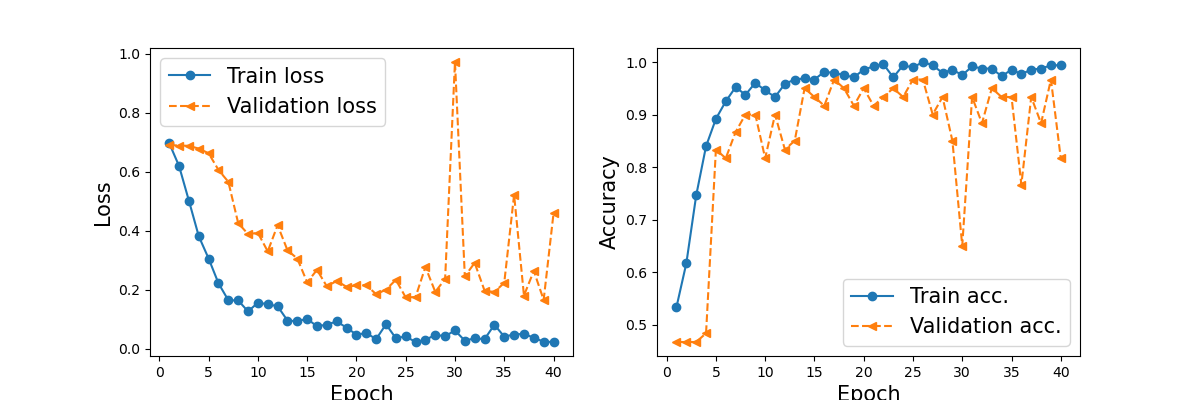 1.0
0.8
0.6
0.4
0.2
0.0
Loss
Train loss
Validation loss
0 5 10 15 20 25 30 35 40
Epoch
1.0
0.9
0.8
0.7
0.6
0.5
Accuracy
Train acc.
Validation acc.
0 5 10 15 20 25 30 35 40
Epoch